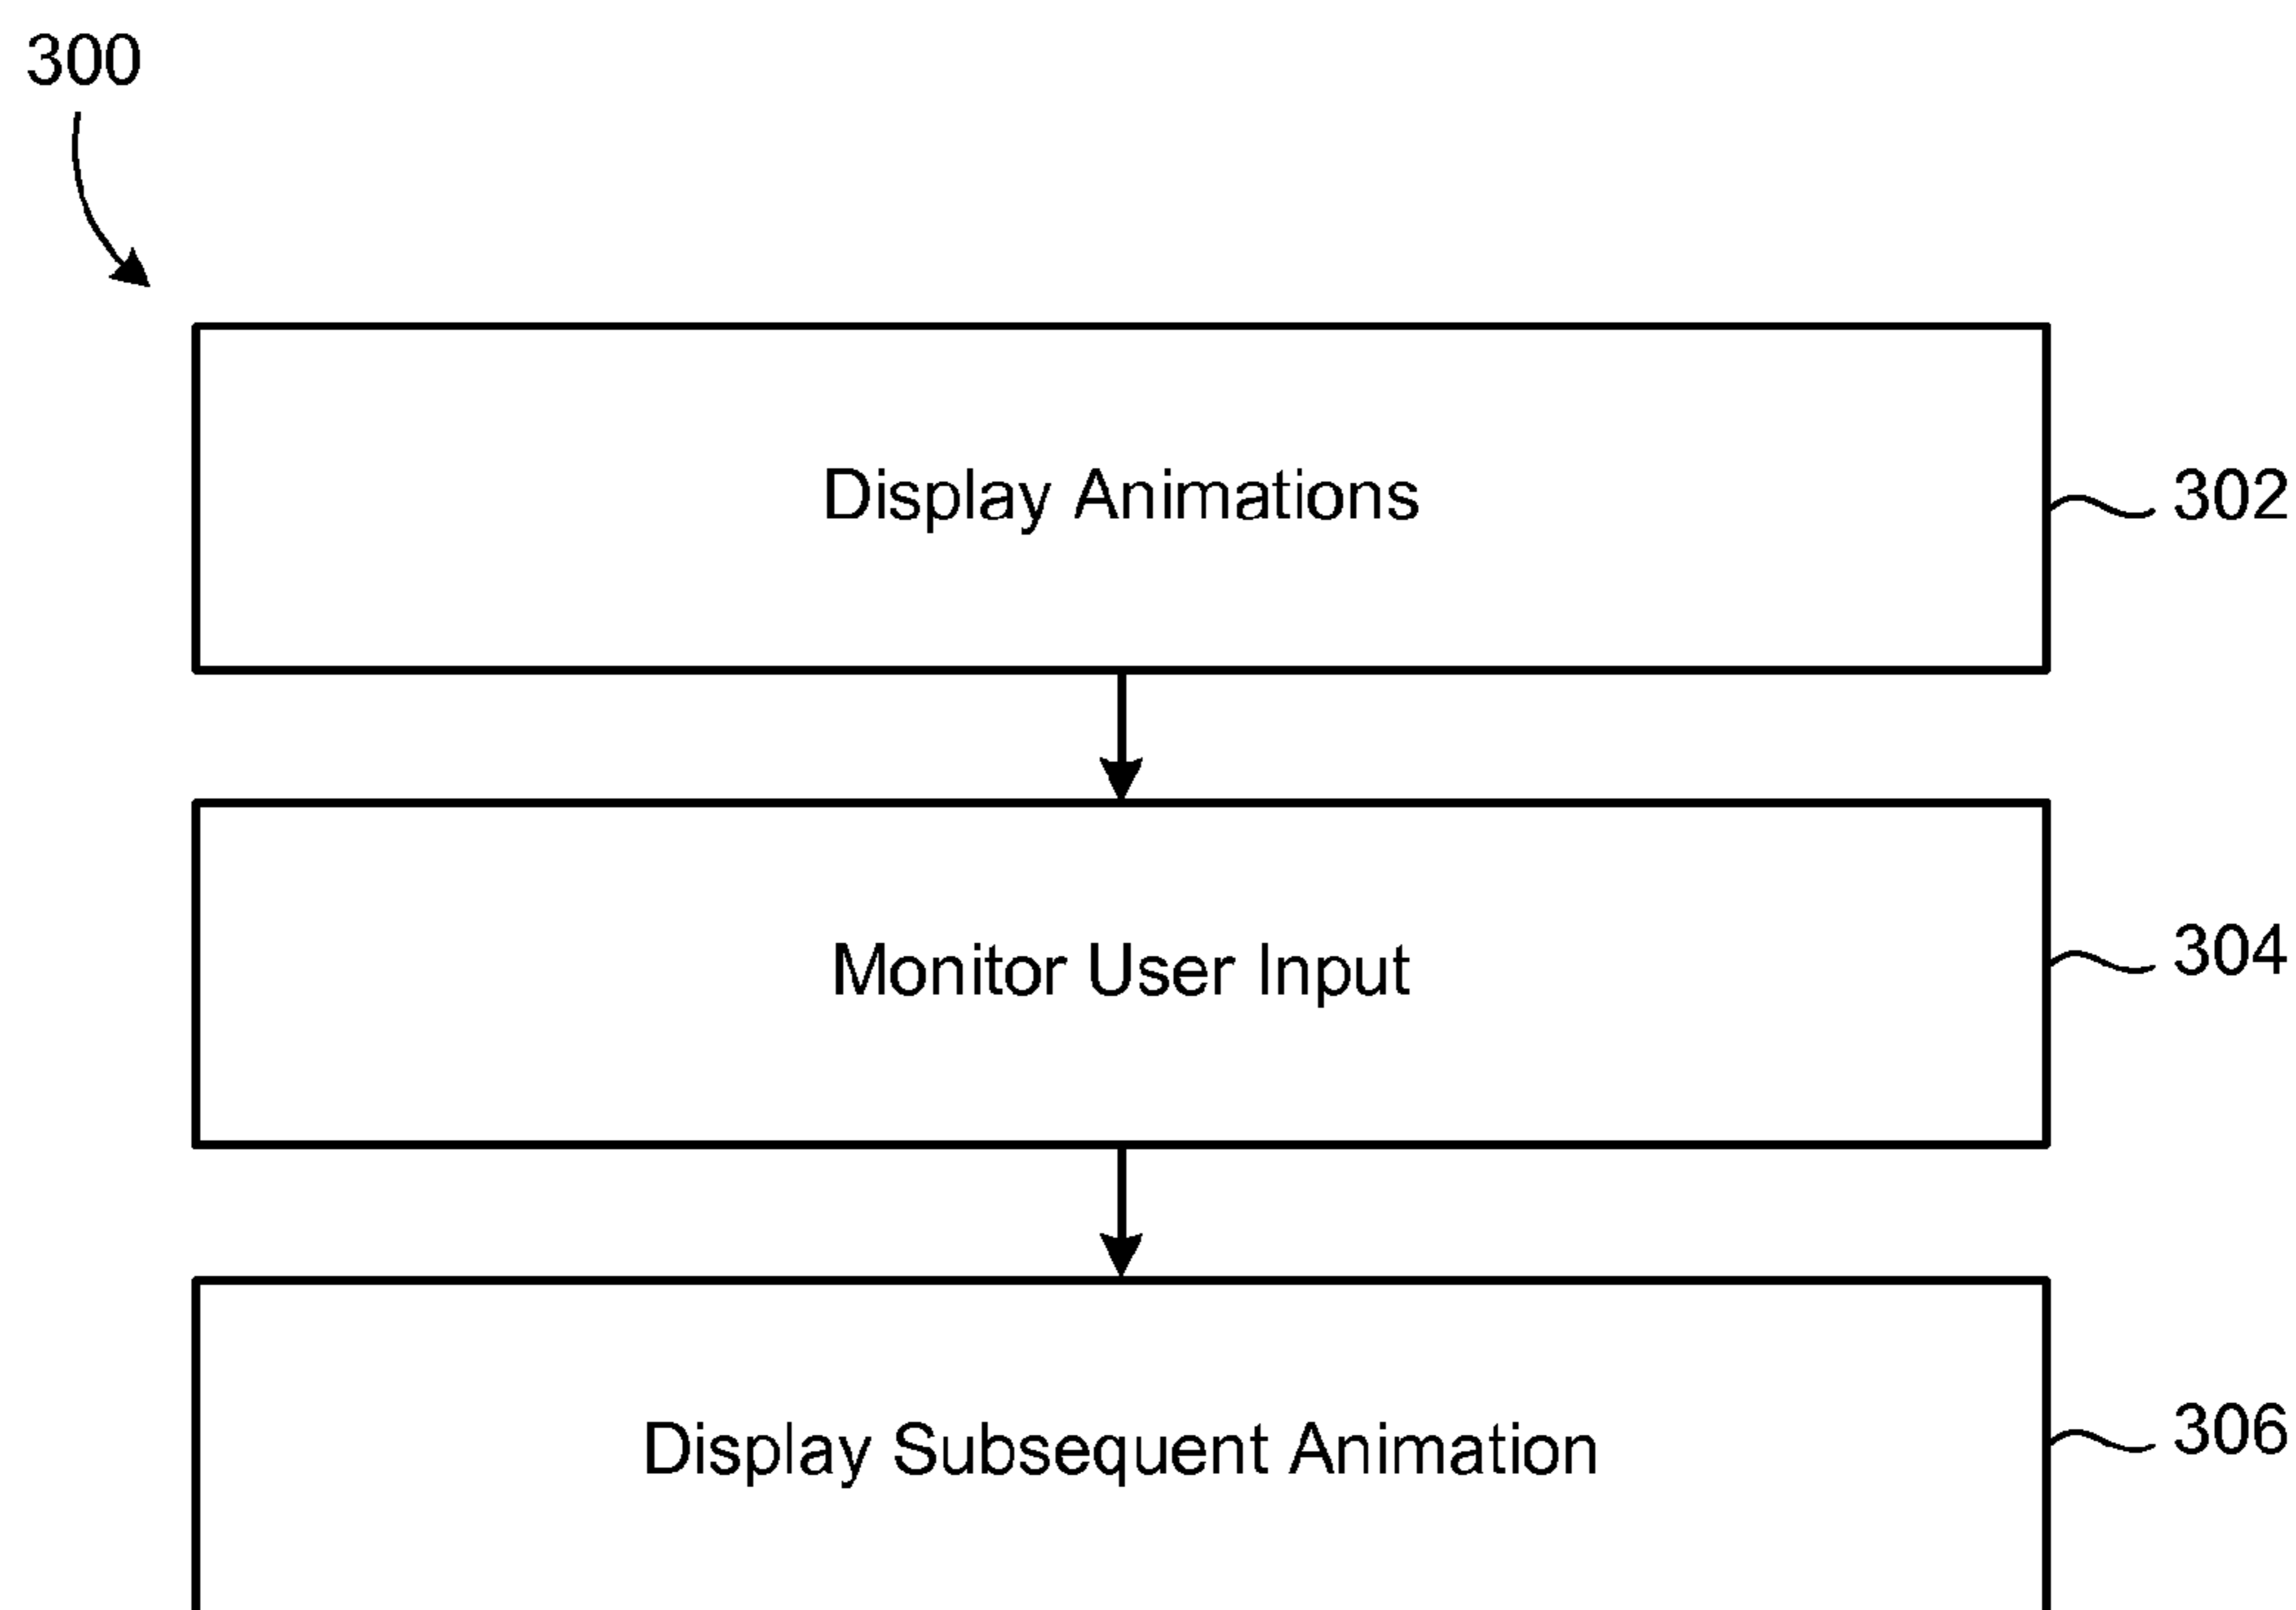 300
Display Animations
302
Monitor User Input
304
Display Subsequent Animation
306